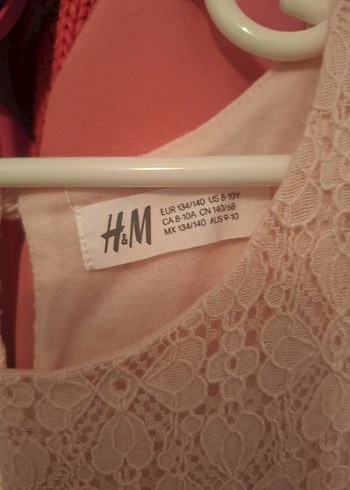 H&M
EUR 134/140 US 8-10Y
CA 8-10A CN 140/68
MX 134/140 AUS 9-10